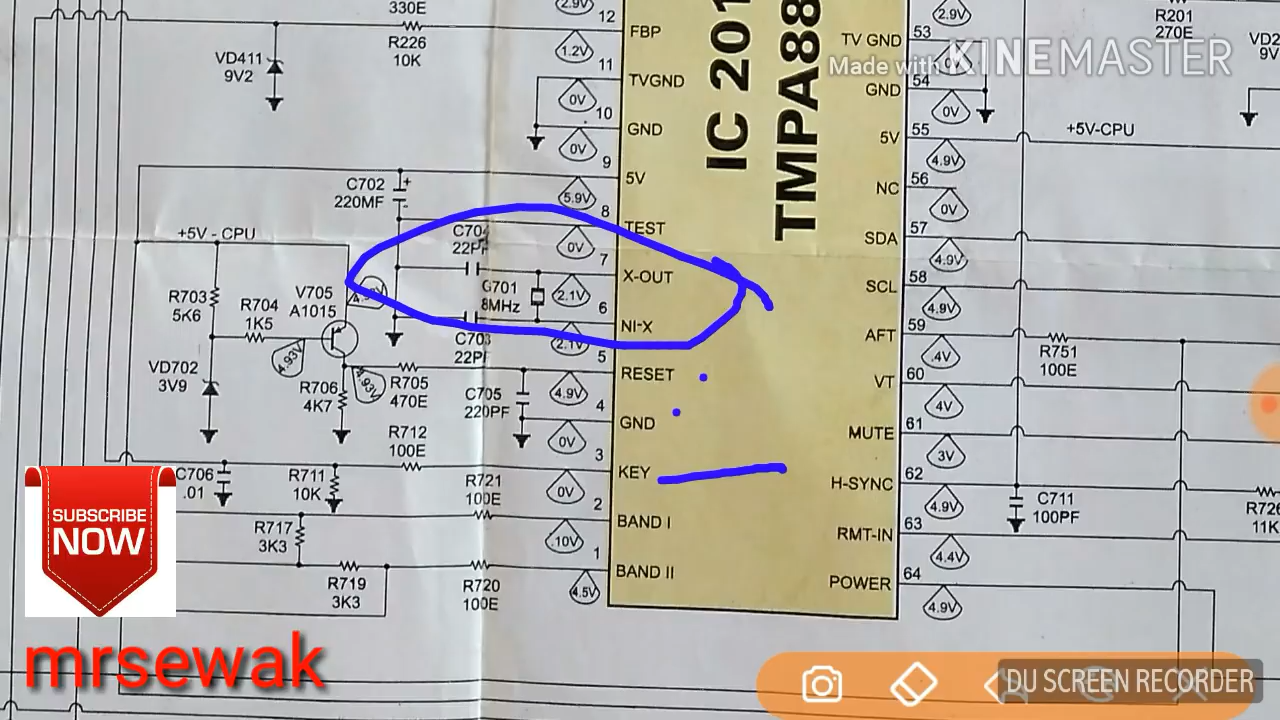 330E
2.9V
12
FBP
R226
10K
VD411
9V2
1.2V
11
TVGND
0V
10
GND
0V
9
5V
C702
220MF
+
-
5.9V
8
TEST
0V
7
X-OUT
+5V - CPU
C704
22PF
G701
8MHz
2.1V
6
NI-X
2.1V
5
RESET
R703
5K6
R704
1K5
V705
A1015
4.93V
4.93V
VD702
3V9
R706
4K7
R705
470E
C705
220PF
4.9V
4
GND
0V
3
KEY
R712
100E
C706
.01
R711
10K
R721
100E
0V
2
BAND I
R717
3K3
.10V
1
BAND II
R719
3K3
R720
100E
4.5V
IC 201
TMPA88
2.9V
R201
270E
53
TV GND
0V
54
GND
0V
55
5V
+5V-CPU
4.9V
56
NC
0V
57
SDA
4.9V
58
SCL
4.9V
59
AFT
R751
100E
.4V
60
VT
4V
61
MUTE
3V
62
H-SYNC
C711
100PF
4.9V
63
RMT-IN
4.4V
64
POWER
4.9V
11K
Made with KINEMASTER
SUBSCRIBE
NOW
mrsewak
DU SCREEN RECORDER